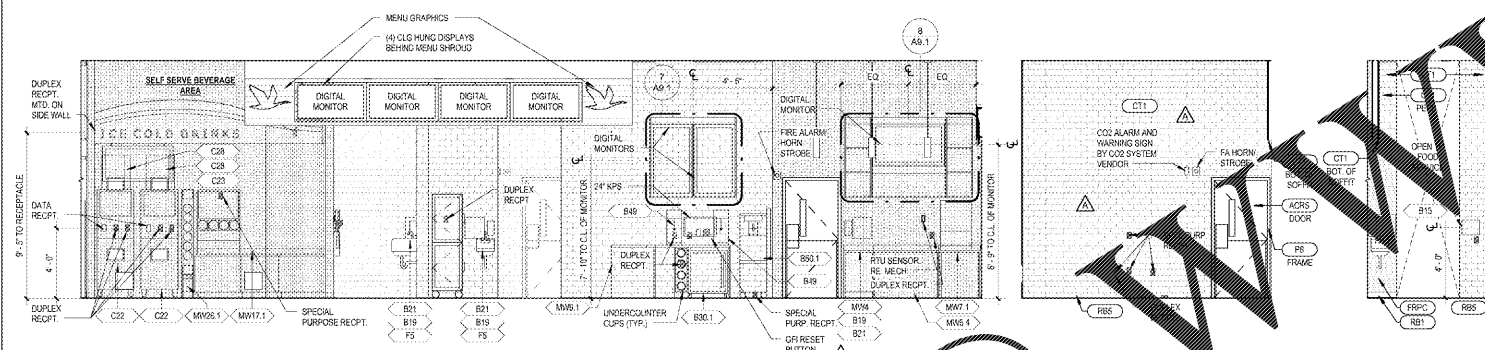 MENU GRAPHICS
(4) CLG HUNG DISPLAYS
BEHIND MENU SHROUD
8
A9.1
7
A9.1
4'- 6"
EQ
EQ
DUPLEX
RECPT.
MTD. ON
SIDE WALL
SELF SERVE BEVERAGE
AREA
DIGITAL
MONITOR
DIGITAL
MONITOR
DIGITAL
MONITOR
DIGITAL
MONITOR
ICE COLD DRINKS
DIGITAL
MONITORS
DIGITAL
MONITOR
FIRE ALARM/
HORN
STROBE
C28
C28
C23
DUPLEX
RECPT
24" KPS
B49
DATA
RECPT.
9'- 5" TO RECEPTACLE
4'- 0"
7'- 10" TO C.L. OF MONITOR
8'- 9" TO C.L. OF MONITOR
DUPLEX
RECPT.
B50.1
B49
RTU SENSOR,
RE. MECH
DUPLEX RECPT.
DUPLEX
RECPT.
C22
C22
MW26.1
MW17.1
SPECIAL
PURPOSE RECPT.
B21
B19
F5
B21
B19
F5
MW9.1
UNDERCOUNTER
CUPS (TYP.)
B30.1
SPECIAL
PURP. RECPT.
GFI RESET
BUTTON
MW4
B19
B21
MW7.1
MW5.4
CT1
CO2 ALARM AND
WARNING SIGN
BY CO2 SYSTEM
VENDOR
FA HORN/
STROBE
CT1
BOT. OF
SOFFIT
ACRS
DOOR
P6
FRAME
RB5
OPEN
FOOD
B15
4'- 0"
FRPC
RB1
RB5